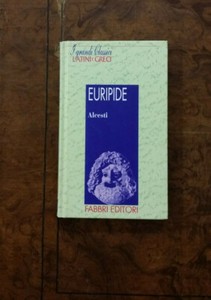 I grandi Classici
LATINI e GRECI
EURIPIDE
Alcesti
FABBRI EDITORI